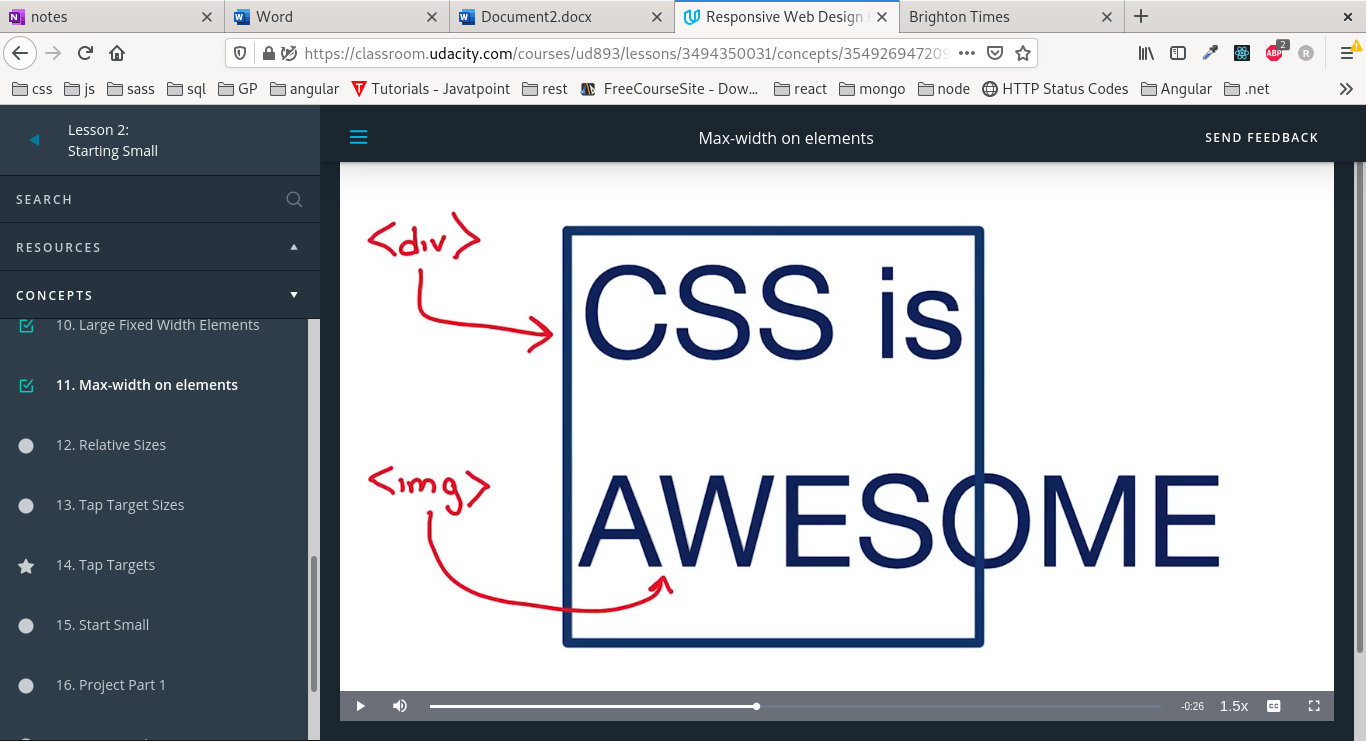 notes
Word
Document2.docx
Responsive Web Design
Brighton Times
https://classroom.udacity.com/courses/ud893/lessons/3494350031/concepts/354926947209
ABP
2
R
css
js
sass
sql
GP
angular
Tutorials - Javatpoint
rest
FreeCourseSite - Dow...
react
mongo
node
HTTP Status Codes
Angular
.net
Lesson 2:
Starting Small
Max-width on elements
SEND FEEDBACK
SEARCH
RESOURCES
CONCEPTS
10. Large Fixed Width Elements
11. Max-width on elements
12. Relative Sizes
13. Tap Target Sizes
14. Tap Targets
15. Start Small
16. Project Part 1
<div>
CSS is
<img>
AWESOME
-0:26
1.5x
CC